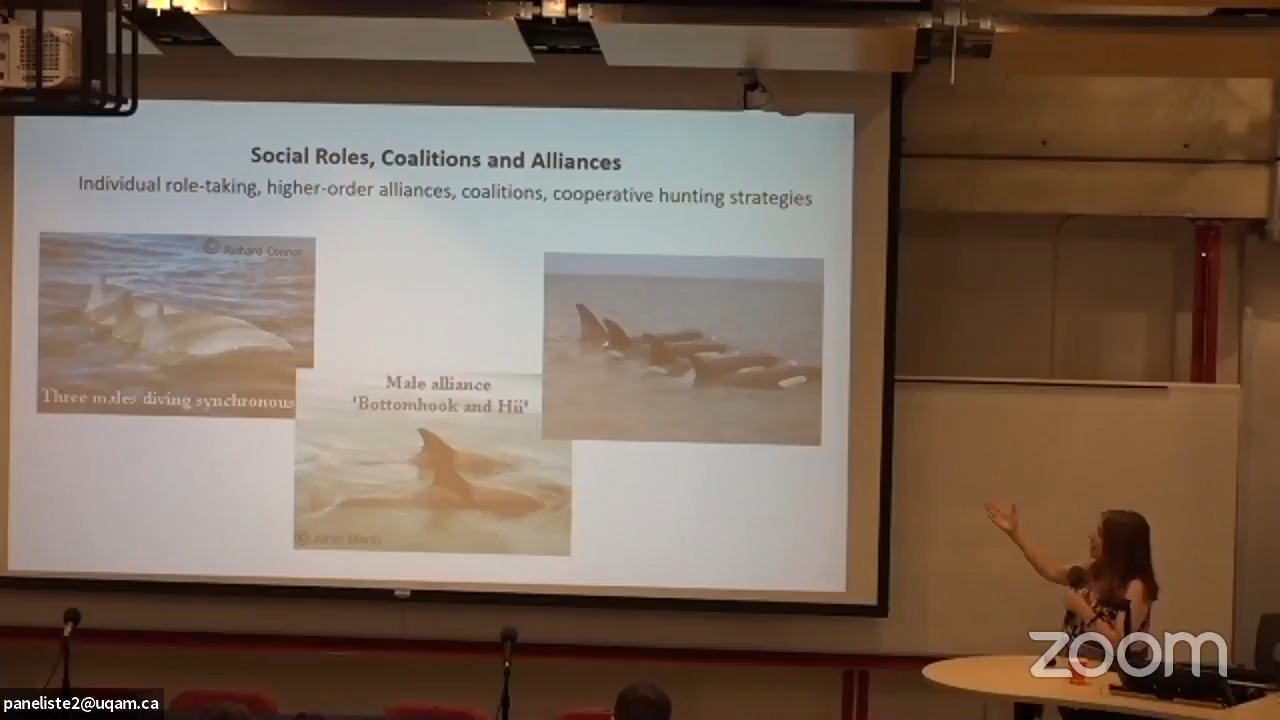 Social Roles, Coalitions and Alliances
Individual role-taking, higher-order alliances, coalitions, cooperative hunting strategies
© Richard Connor
Three males diving synchronous
Male alliance
'Bottomhook and Hii'
© Janet Mann
zoom
paneliste2@uqam.ca